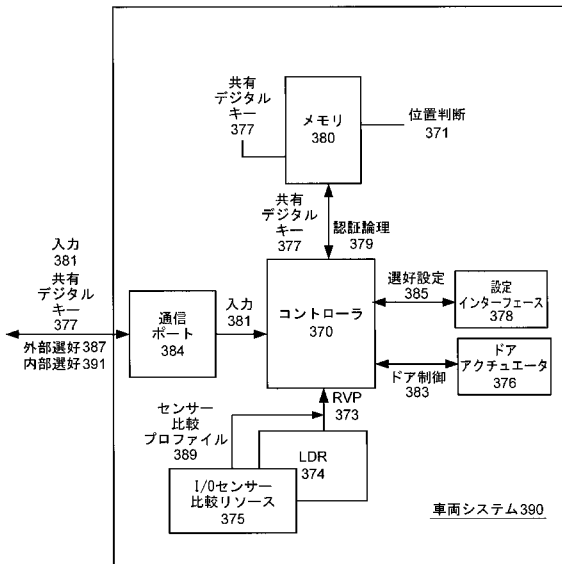 共有
デジタル
キー
377
メモリ
380
位置判断
371
共有
デジタル
キー
377
認証論理
379
入力
381
共有
デジタル
キー
377
外部選好387
内部選好391
通信
ポート
384
入力
381
コントローラ
370
選好設定
385
設定
インターフェース
378
ドア
アクチュエータ
376
ドア制御
383
RVP
373
センサー
比較
プロファイル
389
LDR
374
I/Oセンサー
比較リソース
375
車両システム390